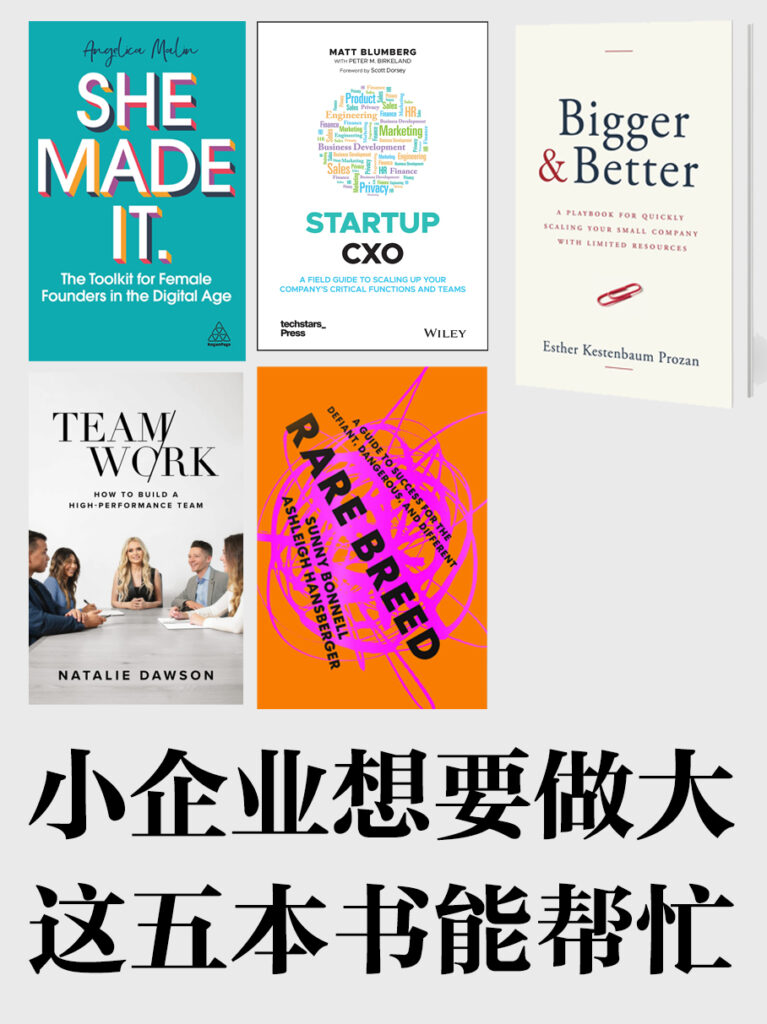 Angelica Malin
SHE
MADE
IT.
The Toolkit for Female
Founders in the Digital Age
KoganPage
MATT BLUMBERG
WITH PETER M. BIRKELAND
Foreword by Scott Dorsey
Product
Engineering
Marketing
Business Development
Sales
HR
Finance
Privacy
STARTUP
CXO
A FIELD GUIDE TO SCALING UP YOUR
COMPANY'S CRITICAL FUNCTIONS AND TEAMS
techstars_
Press
WILEY
Bigger
& Better
A PLAYBOOK FOR QUICKLY
SCALING YOUR SMALL COMPANY
WITH LIMITED RESOURCES
Esther Kestenbaum Prozan
TEAM/
WORK
HOW TO BUILD A
HIGH-PERFORMANCE TEAM
NATALIE DAWSON
A GUIDE TO SUCCESS FOR THE
DEFIANT, DANGEROUS, AND DIFFERENT
RARE BREED
SUNNY BONNELL
ASHLEIGH HANSBERGER
小企业想要做大
这五本书能帮忙